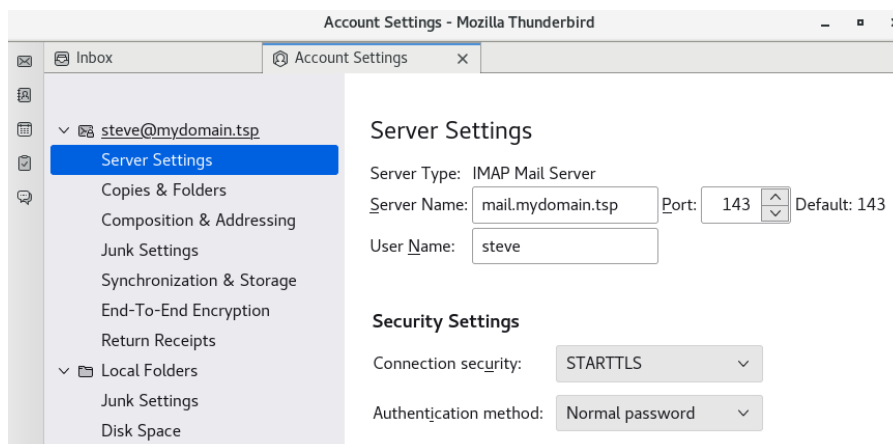 Account Settings - Mozilla Thunderbird
Inbox
Account Settings
steve@mydomain.tsp
Server Settings
Copies & Folders
Composition & Addressing
Junk Settings
Synchronization & Storage
End-To-End Encryption
Return Receipts
Local Folders
Junk Settings
Disk Space
Server Settings
Server Type: IMAP Mail Server
Server Name: mail.mydomain.tsp Port: 143 Default: 143
User Name: steve
Security Settings
Connection security: STARTTLS
Authentication method: Normal password